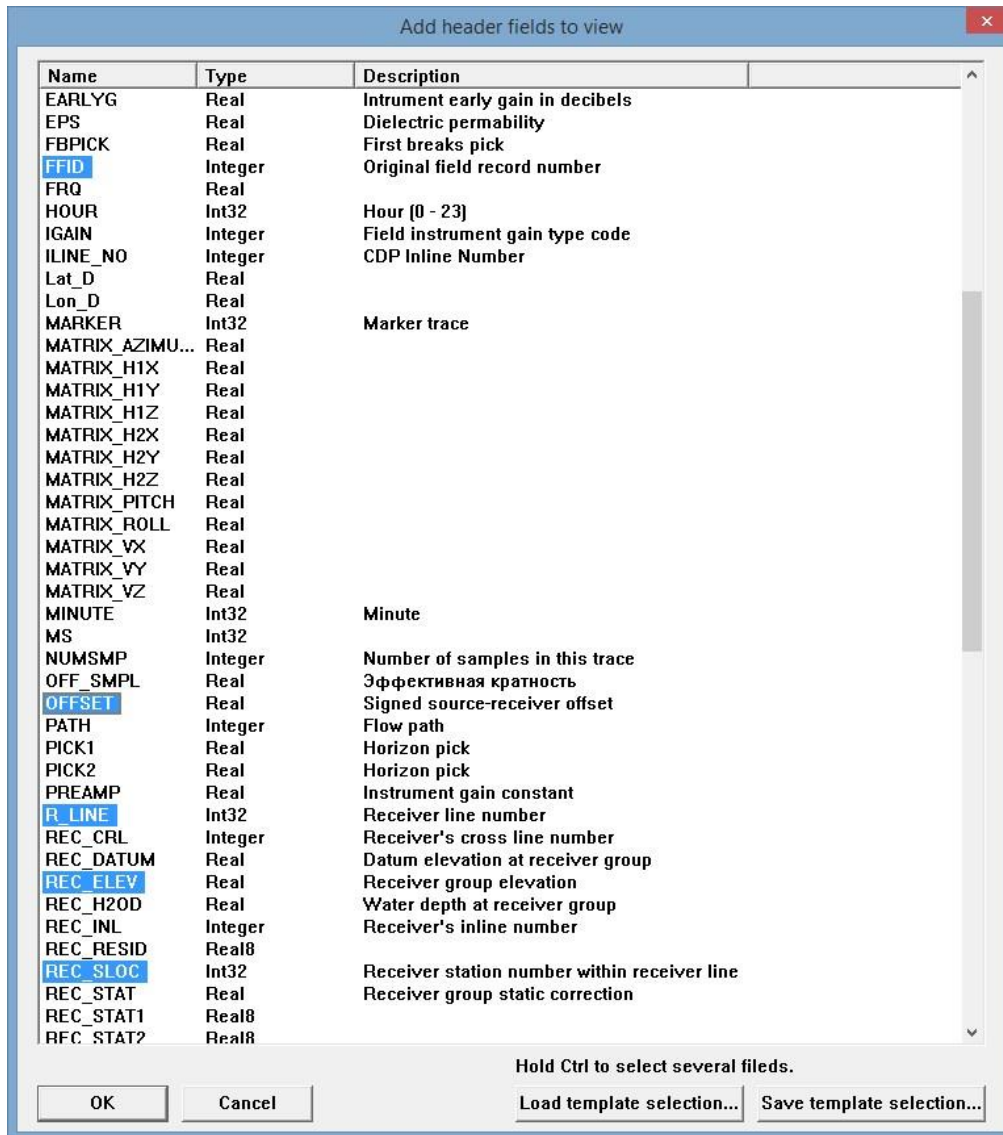 Add header fields to view
Name Type Description
EARLYG Real Intrument early gain in decibels
EPS Real Dielectric permability
FBPICK Real First breaks pick
FFID Integer Original field record number
FRQ Real
HOUR Int32 Hour (0 - 23)
IGAIN Integer Field instrument gain type code
ILINE_NO Integer CDP Inline Number
Lat_D Real
Lon_D Real
MARKER Int32 Marker trace
MATRIX_AZIMU... Real
MATRIX_H1X Real
MATRIX_H1Y Real
MATRIX_H1Z Real
MATRIX_H2X Real
MATRIX_H2Y Real
MATRIX_H2Z Real
MATRIX_PITCH Real
MATRIX_ROLL Real
MATRIX_VX Real
MATRIX_VY Real
MATRIX_VZ Real
MINUTE Int32 Minute
MS Int32
NUMSMP Integer Number of samples in this trace
OFF_SMPL Real Эффективная кратность
OFFSET Real Signed source-receiver offset
PATH Integer Flow path
PICK1 Real Horizon pick
PICK2 Real Horizon pick
PREAMP Real Instrument gain constant
R_LINE Int32 Receiver line number
REC_CRL Integer Receiver's cross line number
REC_DATUM Real Datum elevation at receiver group
REC_ELEV Real Receiver group elevation
REC_H2OD Real Water depth at receiver group
REC_INL Integer Receiver's inline number
REC_RESID Real8
REC_SLOC Int32 Receiver station number within receiver line
REC_STAT Real Receiver group static correction
REC_STAT1 Real8
REC_STAT2 Real8
Hold Ctrl to select several fileds.
OK Cancel Load template selection... Save template selection...